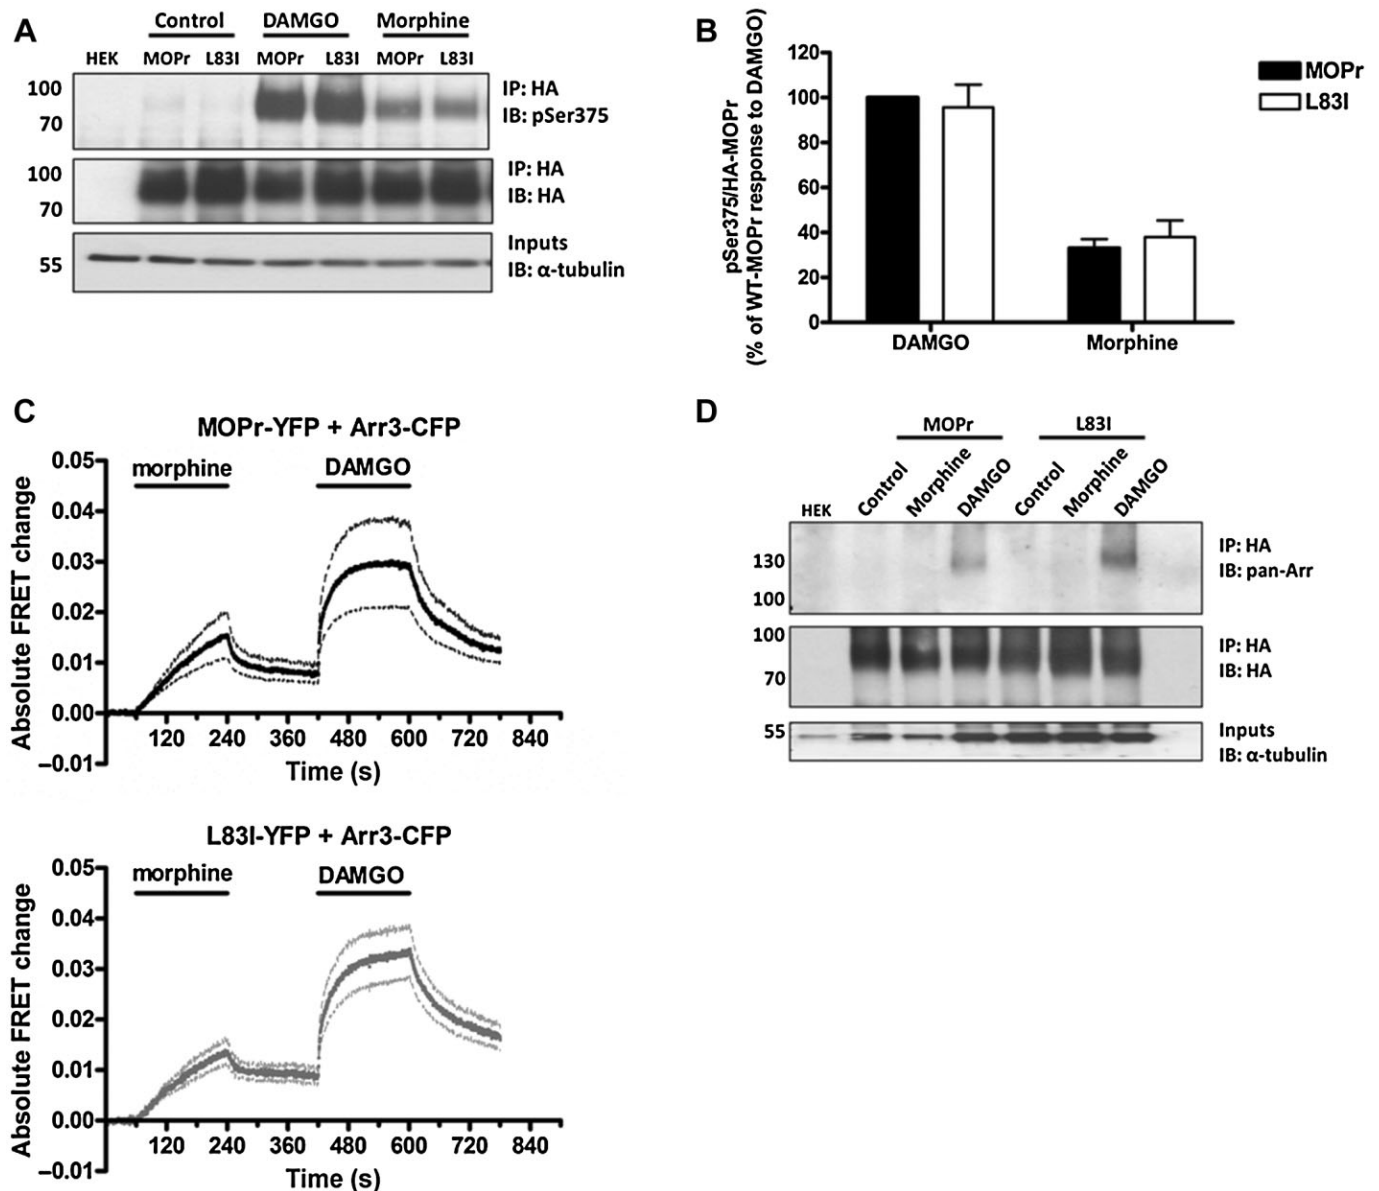 A
Control DAMGO Morphine
HEK MOPr L83I MOPr L83I MOPr L83I
100
70
IP: HA
IB: pSer375
100
70
IP: HA
IB: HA
55
Inputs
IB: α-tubulin
B
pSer375/HA-MOPr
(% of WT-MOPr response to DAMGO)
120
100
80
60
40
20
0
DAMGO Morphine
MOPr
L83I
C
MOPr-YFP + Arr3-CFP
morphine DAMGO
Absolute FRET change
0.05
0.04
0.03
0.02
0.01
0.00
–0.01
120 240 360 480 600 720 840
Time (s)
L83I-YFP + Arr3-CFP
morphine DAMGO
Absolute FRET change
0.05
0.04
0.03
0.02
0.01
0.00
–0.01
120 240 360 480 600 720 840
Time (s)
D
MOPr L83I
HEK Control Morphine DAMGO Control Morphine DAMGO
130
100
IP: HA
IB: pan-Arr
100
70
IP: HA
IB: HA
55
Inputs
IB: α-tubulin